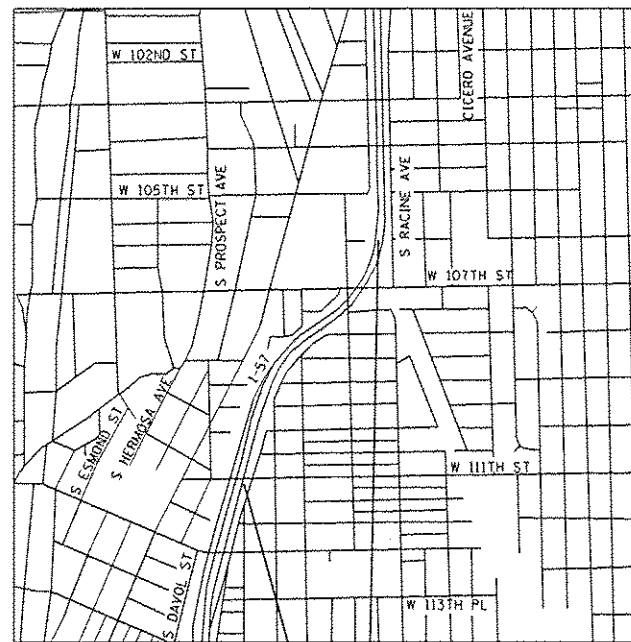 W 102ND ST
CICERO AVENUE
W 105TH ST
S PROSPECT AVE
S RACINE AVE
W 107TH ST
I-57
S ESMOND ST
S HERMOSA AVE
W 111TH ST
S DAVOL ST
W 113TH PL